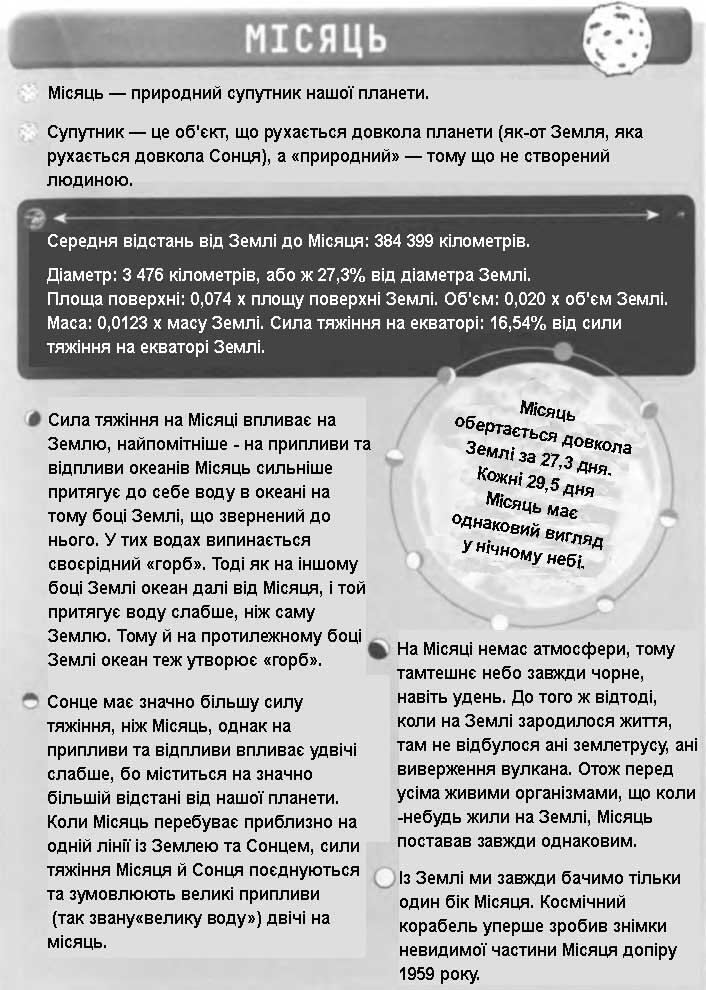 МІСЯЦЬ
Місяць — природний супутник нашої планети.
Супутник — це об'єкт, що рухається довкола планети (як-от Земля, яка
рухається довкола Сонця), а «природний» — тому що не створений
людиною.
Середня відстань від Землі до Місяця: 384 399 кілометрів.
Діаметр: 3 476 кілометрів, або ж 27,3% від діаметра Землі.
Площа поверхні: 0,074 х площу поверхні Землі. Об'єм: 0,020 х об'єм Землі.
Маса: 0,0123 х масу Землі. Сила тяжіння на екваторі: 16,54% від сили
тяжіння на екваторі Землі.
Місяць
обертається довкола
Землі за 27,3 дня.
Кожні 29,5 дня
Місяць має
однаковий вигляд
у нічному небі.
Сила тяжіння на Місяці впливає на
Землю, найпомітніше - на припливи та
відпливи океанів Місяць сильніше
притягує до себе воду в океані на
тому боці Землі, що звернений до
нього. У тих водах випинається
своєрідний «горб». Тоді як на іншому
боці Землі океан далі від Місяця, і той
притягує воду слабше, ніж саму
Землю. Тому й на протилежному боці
Землі океан теж утворює «горб».
Сонце має значно більшу силу
тяжіння, ніж Місяць, однак на
припливи та відпливи впливає удвічі
слабше, бо міститься на значно
більшій відстані від нашої планети.
Коли Місяць перебуває приблизно на
одній лінії із Землею та Сонцем, сили
тяжіння Місяця й Сонця поєднуються
та зумовлюють великі припливи
(так звану«велику воду») двічі на
місяць.
На Місяці немас атмосфери, тому
тамтешнє небо завжди чорне,
навіть удень. До того ж відтоді,
коли на Землі зародилося життя,
там не відбулося ані землетрусу, ані
виверження вулкана. Отож перед
усіма живими організмами, що коли
-небудь жили на Землі, Місяць
поставав завжди однаковим.
Із Землі ми завжди бачимо тільки
один бік Місяця. Космічний
корабель уперше зробив знімки
невидимої частини Місяця допіру
1959 року.